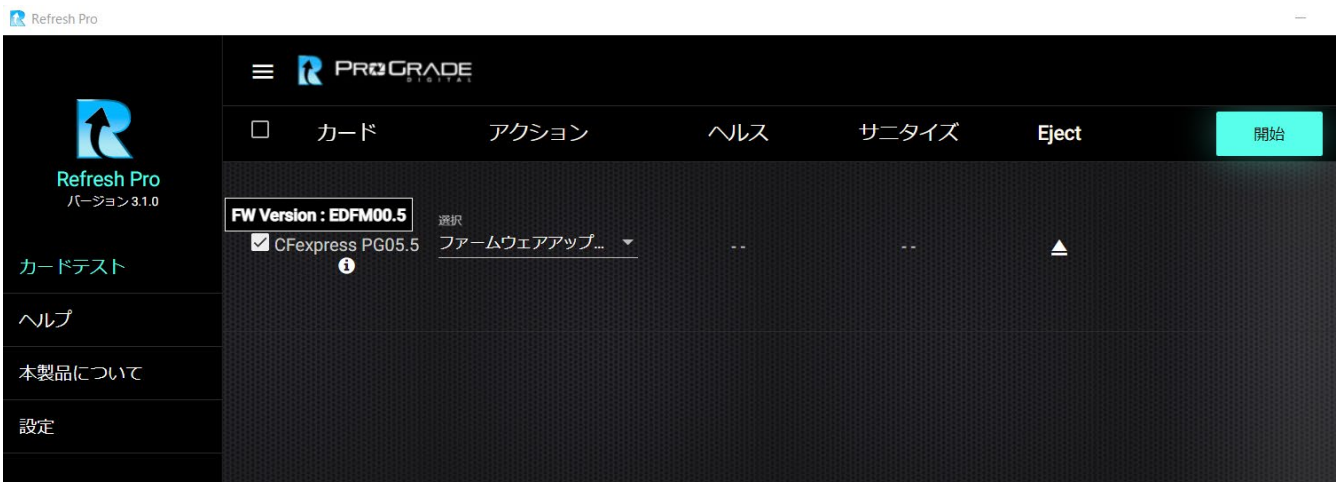 Refresh Pro
PROGRADE
DIGITAL
カード アクション ヘルス サニタイズ Eject 開始
Refresh Pro
バージョン 3.1.0
FW Version : EDFM00.5
選択
CFexpress PG05.5 ファームウェアアップ... -- --
カードテスト
ヘルプ
本製品について
設定